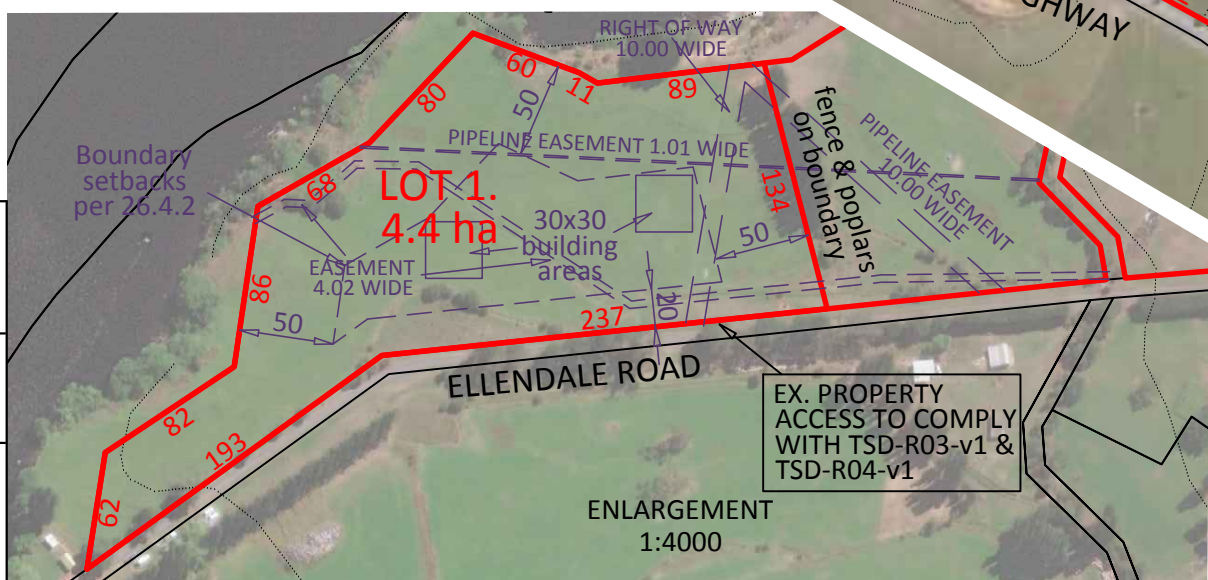 GHWAY
RIGHT OF WAY
10.00 WIDE
60
11
89
80
50
fence & poplars
on boundary
PIPELINE EASEMENT 1.01 WIDE
PIPELINE EASEMENT
10.00 WIDE
Boundary
setbacks
per 26.4.2
68
LOT 1.
4.4 ha
134
30x30
building
areas
50
EASEMENT
4.02 WIDE
86
50
20
237
ELLENDALE ROAD
EX. PROPERTY
ACCESS TO COMPLY
WITH TSD-R03-v1 &
TSD-R04-v1
82
193
62
ENLARGEMENT
1:4000